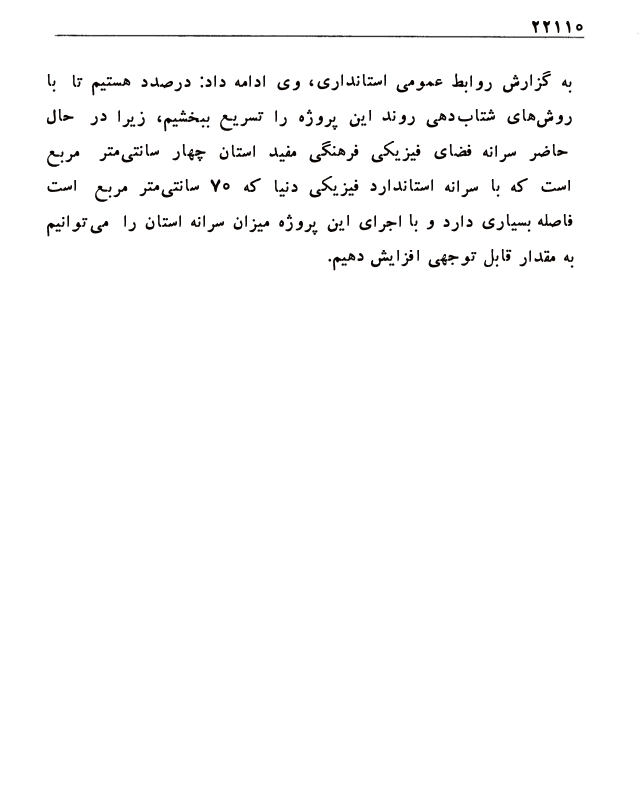 ۲۲۱۱۰
به گزارش روابط عمومی استانداری، وی ادامه داد: درصدد هستیم تا با
روش‌های شتاب‌دهی روند این پروژه را تسریع ببخشیم، زیرا در حال
حاضر سرانه فضای فیزیکی فرهنگی مفید استان چهار سانتی‌متر مربع
است که با سرانه استاندارد فیزیکی دنیا که ۷۰ سانتی‌متر مربع است
فاصله بسیاری دارد و با اجرای این پروژه میزان سرانه استان را می‌توانیم
به مقدار قابل توجهی افزایش دهیم.